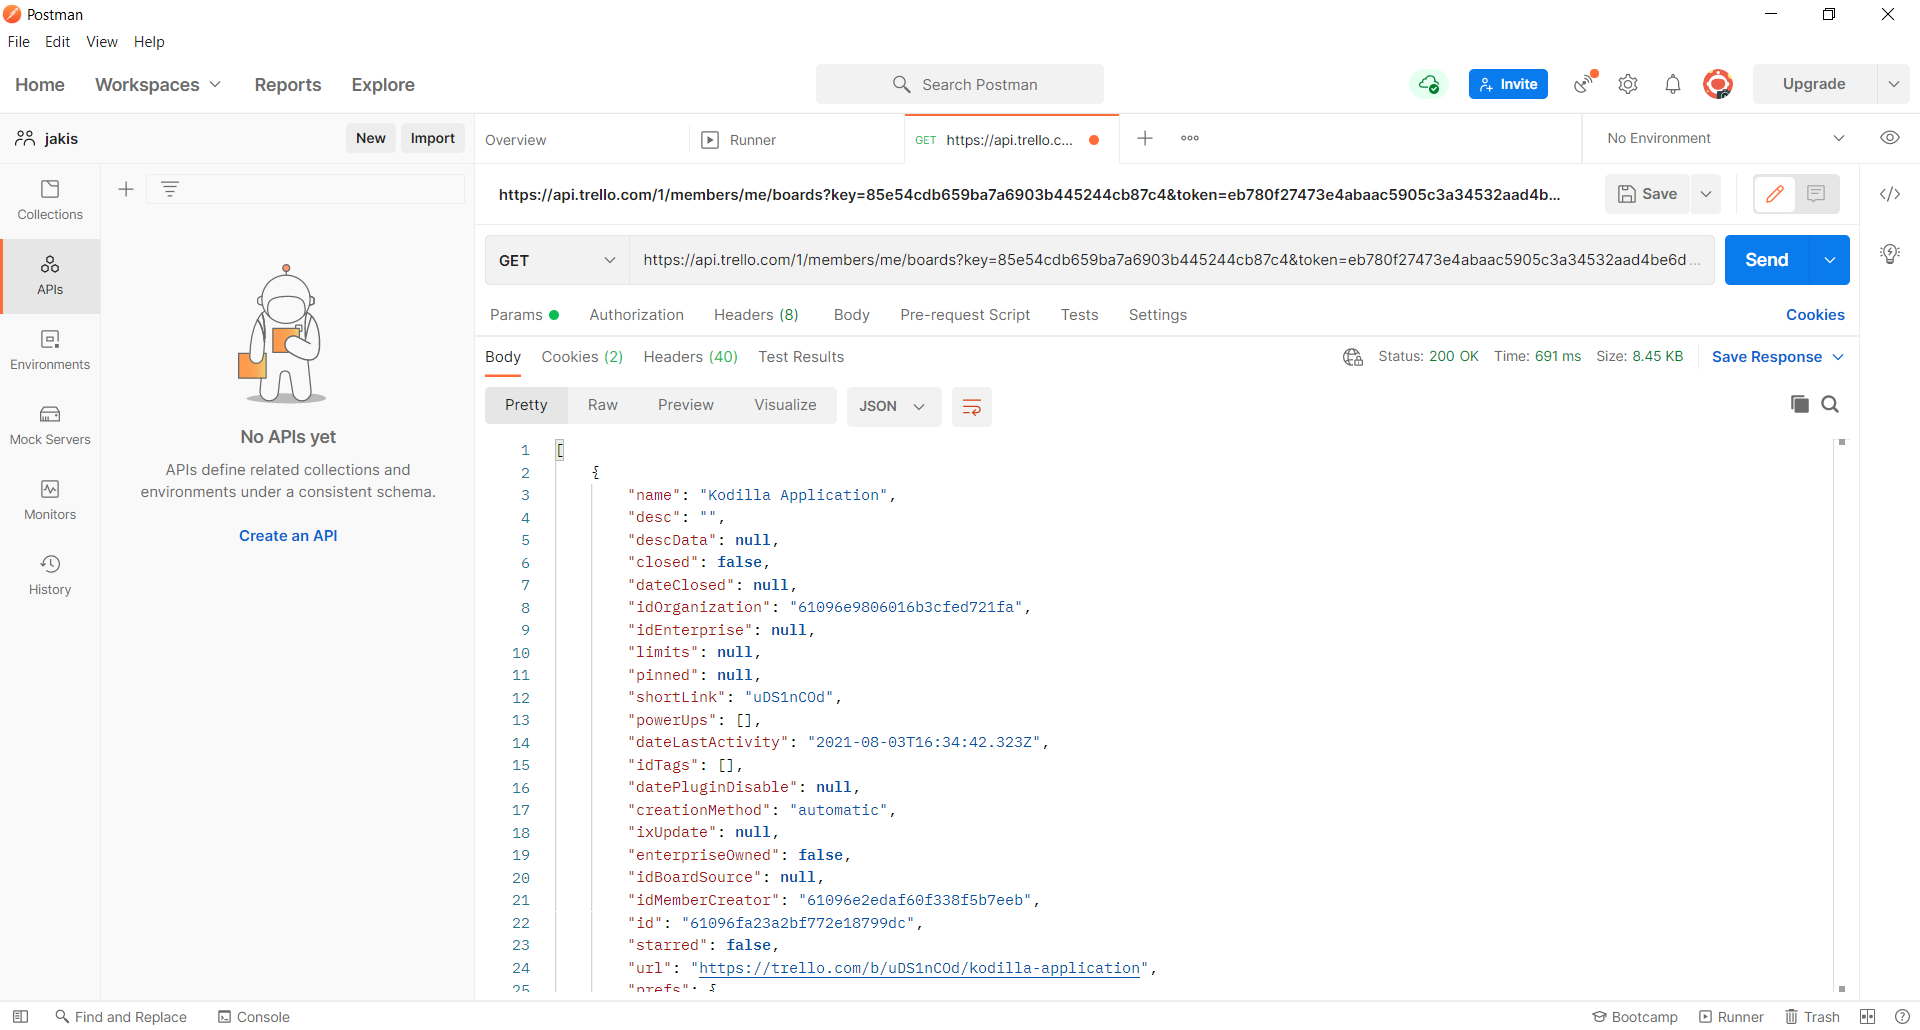 Postman
File Edit View Help
Home Workspaces Reports Explore Search Postman Invite Upgrade
jakis New Import Overview Runner GET https://api.trello.c... No Environment
https://api.trello.com/1/members/me/boards?key=85e54cdb659ba7a6903b445244cb87c4&token=eb780f27473e4abaac5905c3a34532aad4b... Save
GET https://api.trello.com/1/members/me/boards?key=85e54cdb659ba7a6903b445244cb87c4&token=eb780f27473e4abaac5905c3a34532aad4be6d... Send
Params Authorization Headers (8) Body Pre-request Script Tests Settings Cookies
Body Cookies (2) Headers (40) Test Results Status: 200 OK Time: 691 ms Size: 8.45 KB Save Response
Pretty Raw Preview Visualize JSON
Collections
APIs
Environments
Mock Servers
Monitors
History
No APIs yet
APIs define related collections and
environments under a consistent schema.
Create an API
1 [
2 {
3 "name": "Kodilla Application",
4 "desc": "",
5 "descData": null,
6 "closed": false,
7 "dateClosed": null,
8 "idOrganization": "61096e9806016b3cfed721fa",
9 "idEnterprise": null,
10 "limits": null,
11 "pinned": null,
12 "shortLink": "uDS1nCOd",
13 "powerUps": [],
14 "dateLastActivity": "2021-08-03T16:34:42.323Z",
15 "idTags": [],
16 "datePluginDisable": null,
17 "creationMethod": "automatic",
18 "ixUpdate": null,
19 "enterpriseOwned": false,
20 "idBoardSource": null,
21 "idMemberCreator": "61096e2edaf60f338f5b7eeb",
22 "id": "61096fa23a2bf772e18799dc",
23 "starred": false,
24 "url": "https://trello.com/b/uDS1nCOd/kodilla-application",
25 "prefs": {
Find and Replace Console Bootcamp Runner Trash